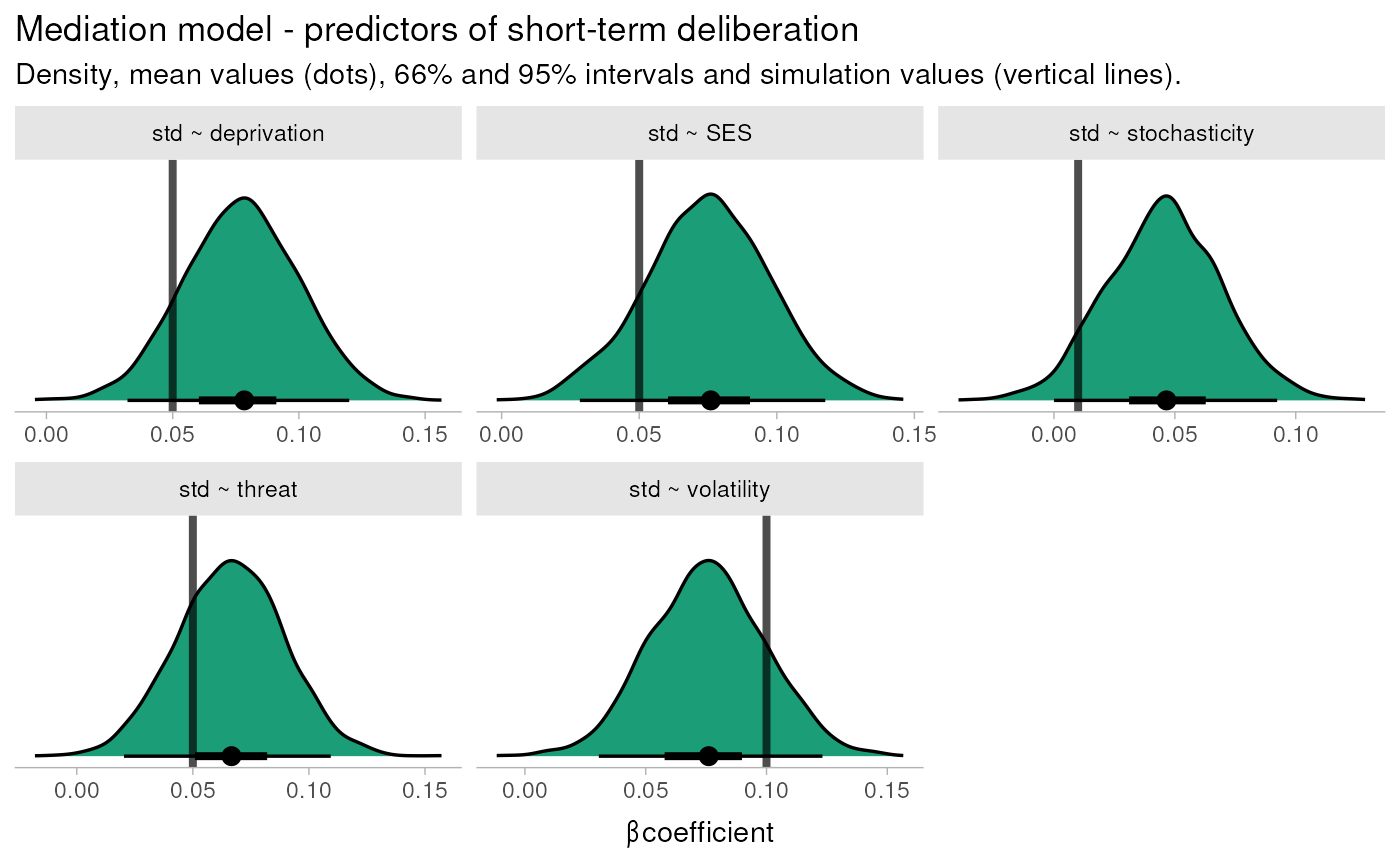 Mediation model - predictors of short-term deliberation
Density, mean values (dots), 66% and 95% intervals and simulation values (vertical lines).
std ~ deprivation
std ~ SES
std ~ stochasticity
0.00 0.05 0.10 0.15
0.00 0.05 0.10 0.15
0.00 0.05 0.10
std ~ threat
std ~ volatility
0.00 0.05 0.10 0.15
0.00 0.05 0.10 0.15
βcoefficient